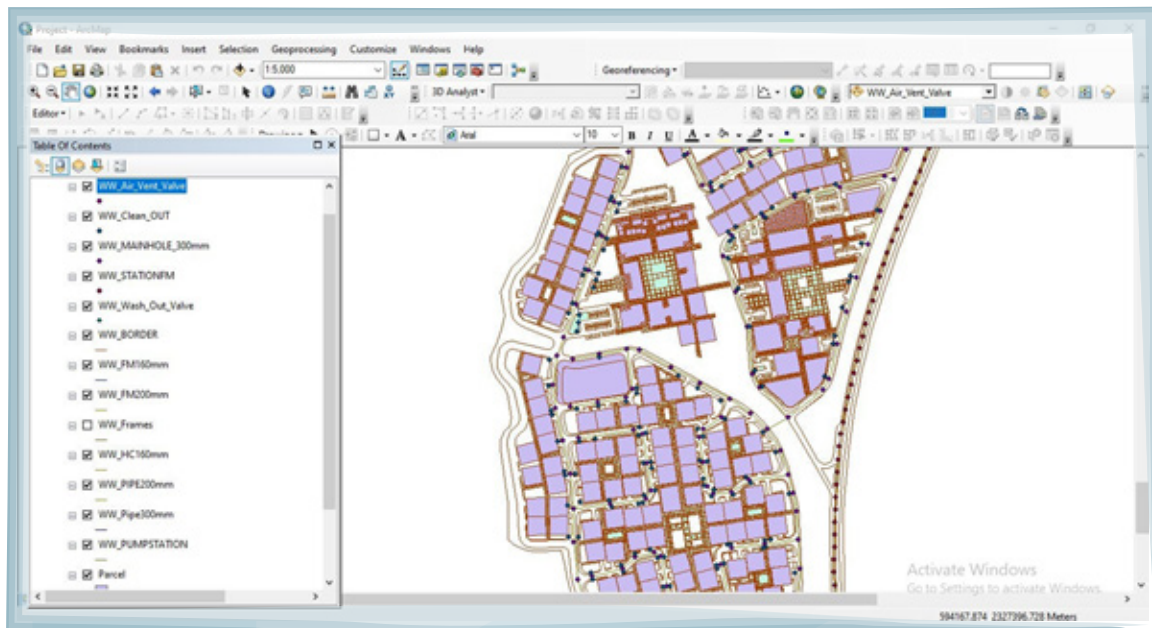 Project - ArcMap
File Edit View Bookmarks Insert Selection Geoprocessing Customize Windows Help
1:5,000 Georeferencing
3D Analyst WW_Air_Vent_Valve
Editor
Arial 10 B I U A
Table Of Contents
WW_Air_Vent_Valve
WW_Clean_OUT
WW_MAINHOLE_300mm
WW_STATIONFM
WW_Wash_Out_Valve
WW_BORDER
WW_FM160mm
WW_FM200mm
WW_Frames
WW_HC160mm
WW_PIPE200mm
WW_Pipe300mm
WW_PUMPSTATION
Parcel
Activate Windows
Go to Settings to activate Windows.
594167.874 2327396.728 Meters